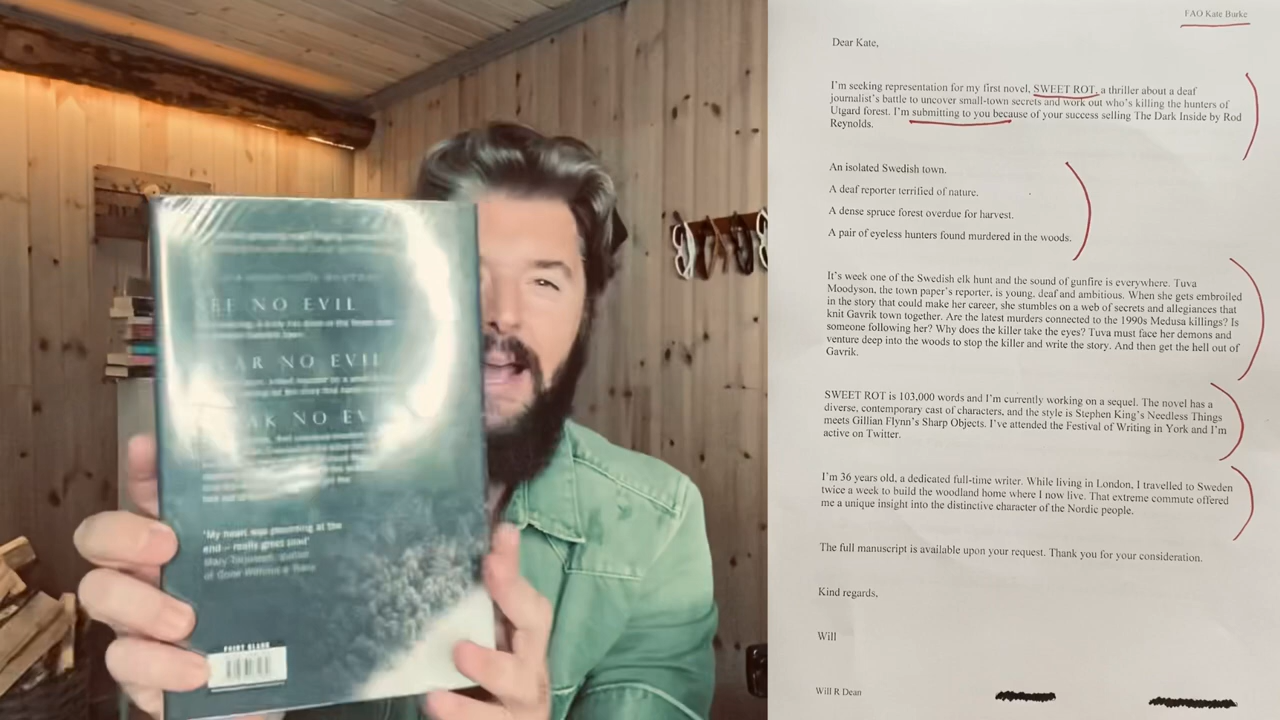 NO EVIL
NO EVIL
'My heart was pounding at the
end – really great read'
POINT BLANK
FAO Kate Burke
Dear Kate,
I'm seeking representation for my first novel, SWEET ROT, a thriller about a deaf
journalist's battle to uncover small-town secrets and work out who's killing the hunters of
Utgard forest. I'm submitting to you because of your success selling The Dark Inside by Rod
Reynolds.
An isolated Swedish town.
A deaf reporter terrified of nature.
A dense spruce forest overdue for harvest.
A pair of eyeless hunters found murdered in the woods.
It's week one of the Swedish elk hunt and the sound of gunfire is everywhere. Tuva
Moodyson, the town paper's reporter, is young, deaf and ambitious. When she gets embroiled
in the story that could make her career, she stumbles on a web of secrets and allegiances that
knit Gavrik town together. Are the latest murders connected to the 1990s Medusa killings? Is
someone following her? Why does the killer take the eyes? Tuva must face her demons and
venture deep into the woods to stop the killer and write the story. And then get the hell out of
Gavrik.
SWEET ROT is 103,000 words and I'm currently working on a sequel. The novel has a
diverse, contemporary cast of characters, and the style is Stephen King's Needless Things
meets Gillian Flynn's Sharp Objects. I've attended the Festival of Writing in York and I'm
active on Twitter.
I'm 36 years old, a dedicated full-time writer. While living in London, I travelled to Sweden
twice a week to build the woodland home where I now live. That extreme commute offered
me a unique insight into the distinctive character of the Nordic people.
The full manuscript is available upon your request. Thank you for your consideration.
Kind regards,
Will
Will R Dean